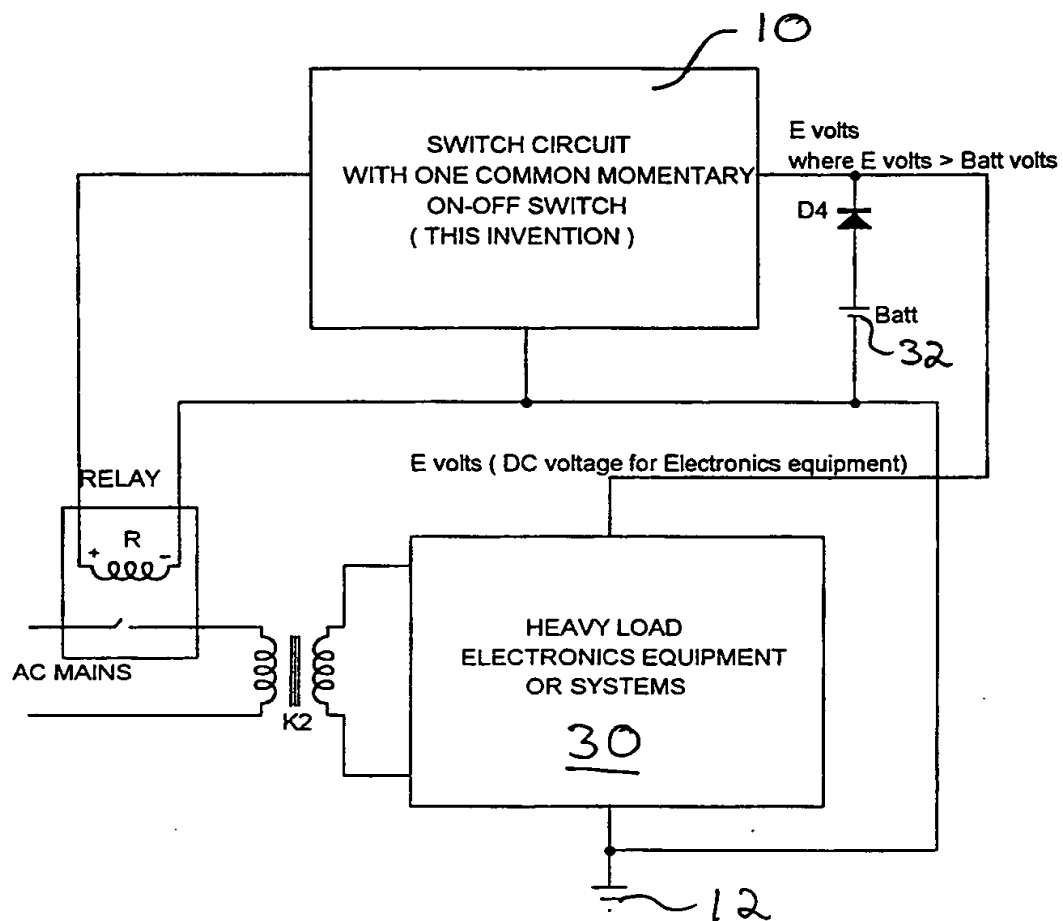 10
SWITCH CIRCUIT
WITH ONE COMMON MOMENTARY
ON-OFF SWITCH
( THIS INVENTION )
E volts
where E volts > Batt volts
D4
Batt
32
E volts ( DC voltage for Electronics equipment)
RELAY
R
+ -
AC MAINS
K2
HEAVY LOAD
ELECTRONICS EQUIPMENT
OR SYSTEMS
30
12